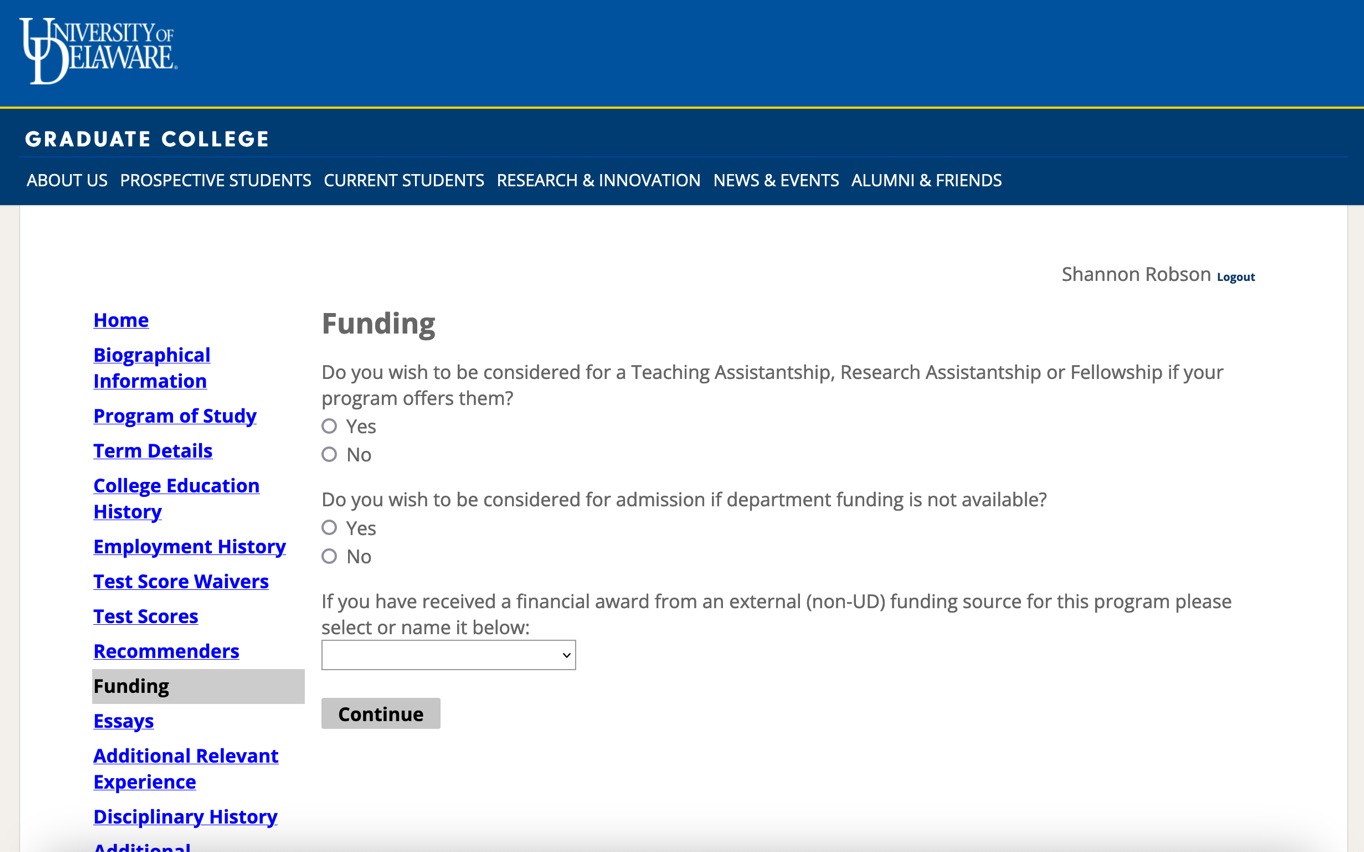 UNIVERSITY OF
DELAWARE.
GRADUATE COLLEGE
ABOUT US PROSPECTIVE STUDENTS CURRENT STUDENTS RESEARCH & INNOVATION NEWS & EVENTS ALUMNI & FRIENDS
Shannon Robson Logout
Home
Biographical
Information
Program of Study
Term Details
College Education
History
Employment History
Test Score Waivers
Test Scores
Recommenders
Funding
Essays
Additional Relevant
Experience
Disciplinary History
Additional
Funding
Do you wish to be considered for a Teaching Assistantship, Research Assistantship or Fellowship if your
program offers them?
Yes
No
Do you wish to be considered for admission if department funding is not available?
Yes
No
If you have received a financial award from an external (non-UD) funding source for this program please
select or name it below:
Continue